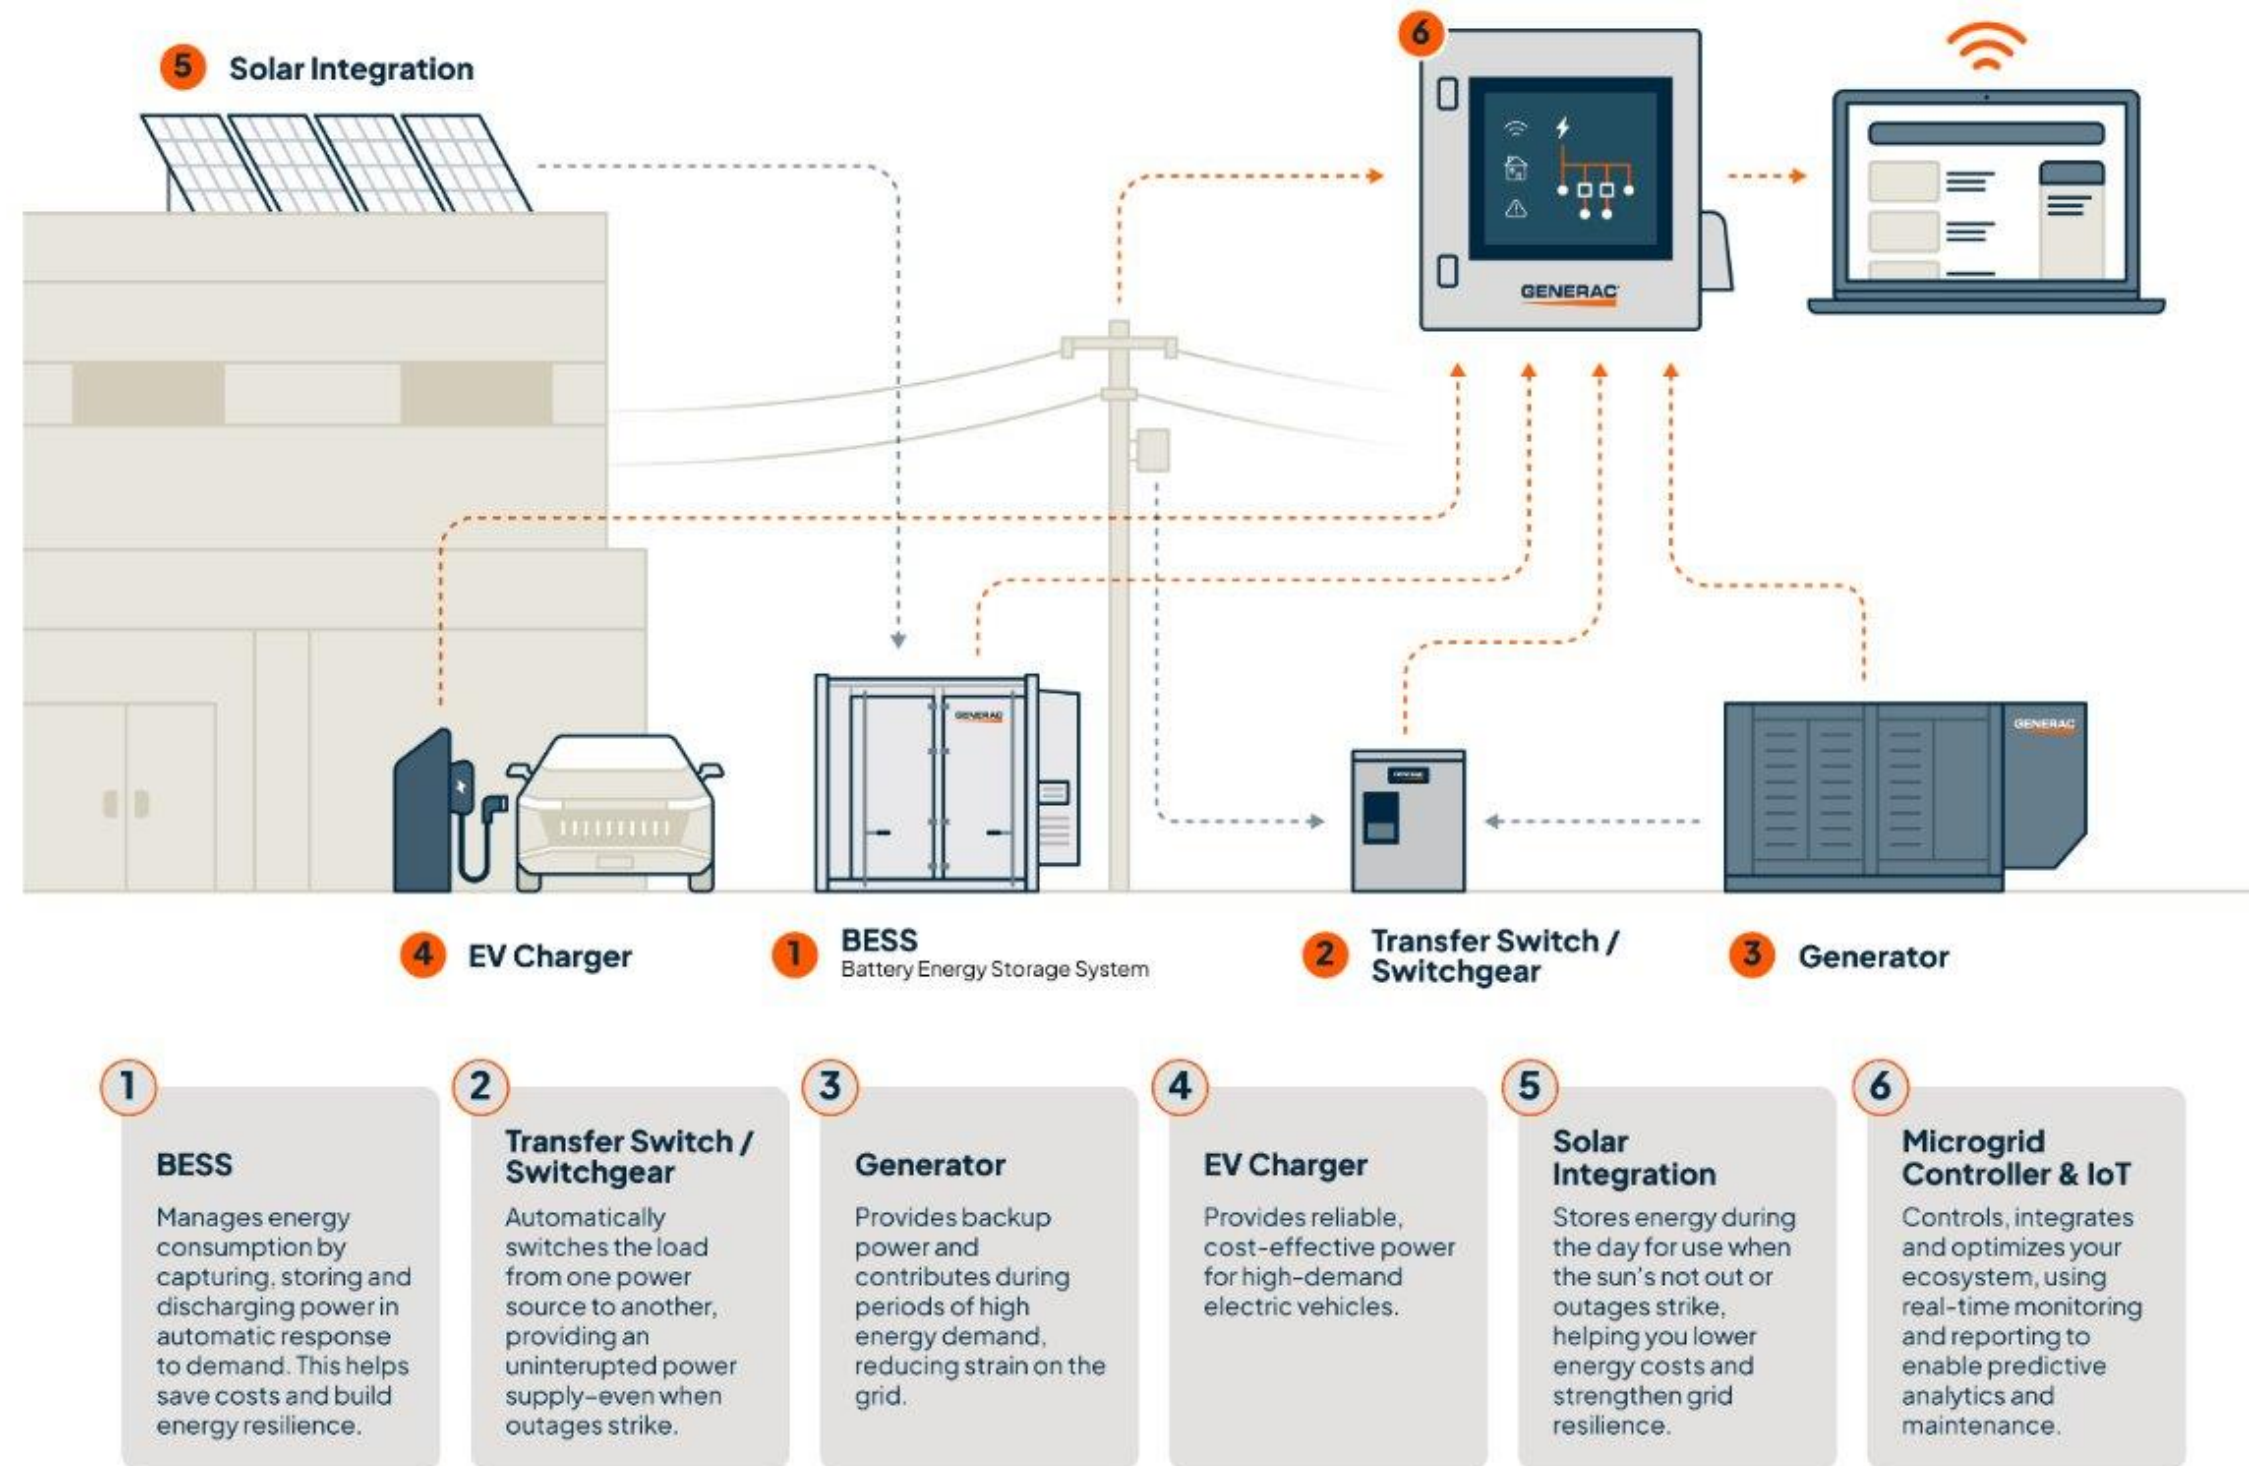 5 Solar Integration
6
GENERAC
GENERAC
GENERAC
GENERAC
4 EV Charger
1 BESS
Battery Energy Storage System
2 Transfer Switch /
Switchgear
3 Generator
1
BESS
Manages energy
consumption by
capturing, storing and
discharging power in
automatic response
to demand. This helps
save costs and build
energy resilience.
2
Transfer Switch /
Switchgear
Automatically
switches the load
from one power
source to another,
providing an
uninterupted power
supply–even when
outages strike.
3
Generator
Provides backup
power and
contributes during
periods of high
energy demand,
reducing strain on the
grid.
4
EV Charger
Provides reliable,
cost-effective power
for high-demand
electric vehicles.
5
Solar
Integration
Stores energy during
the day for use when
the sun's not out or
outages strike,
helping you lower
energy costs and
strengthen grid
resilience.
6
Microgrid
Controller & IoT
Controls, integrates
and optimizes your
ecosystem, using
real-time monitoring
and reporting to
enable predictive
analytics and
maintenance.